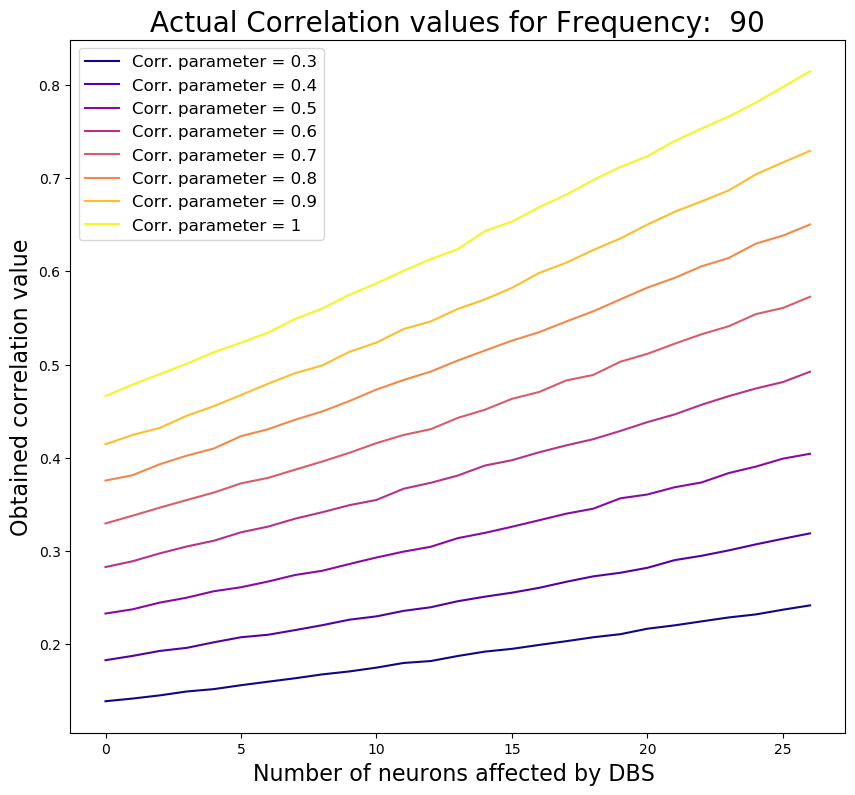 Actual Correlation values for Frequency:  90
Corr. parameter = 0.3
Corr. parameter = 0.4
Corr. parameter = 0.5
Corr. parameter = 0.6
Corr. parameter = 0.7
Corr. parameter = 0.8
Corr. parameter = 0.9
Corr. parameter = 1
Obtained correlation value
0.8
0.7
0.6
0.5
0.4
0.3
0.2
0 5 10 15 20 25
Number of neurons affected by DBS